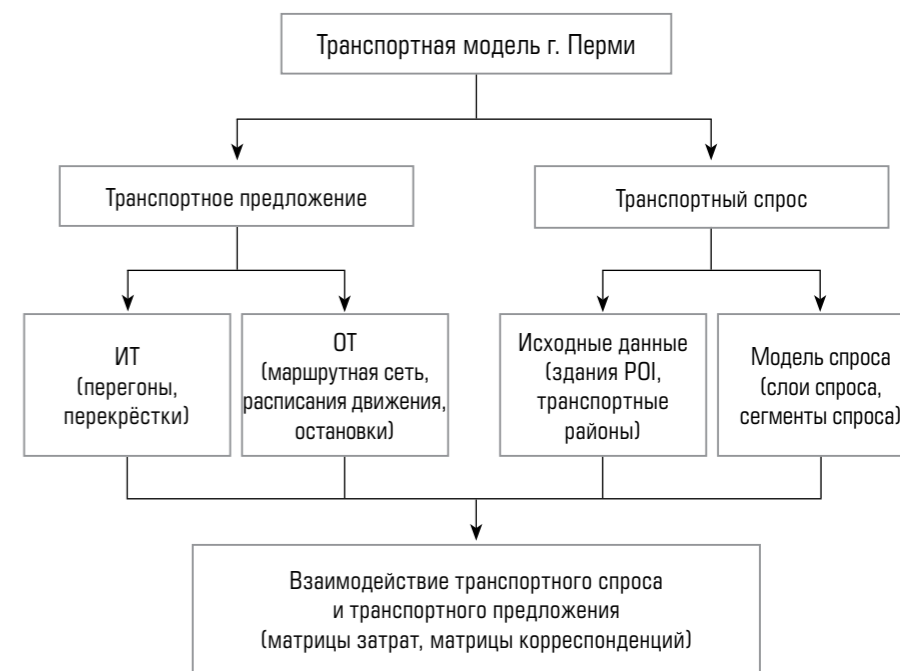 Транспортная модель г. Перми
Транспортное предложение
Транспортный спрос
ИТ
(перегоны,
перекрёстки)
ОТ
(маршрутная сеть,
расписания движения,
остановки)
Исходные данные
(здания POI,
транспортные
районы)
Модель спроса
(слои спроса,
сегменты спроса)
Взаимодействие транспортного спроса
и транспортного предложения
(матрицы затрат, матрицы корреспонденций)